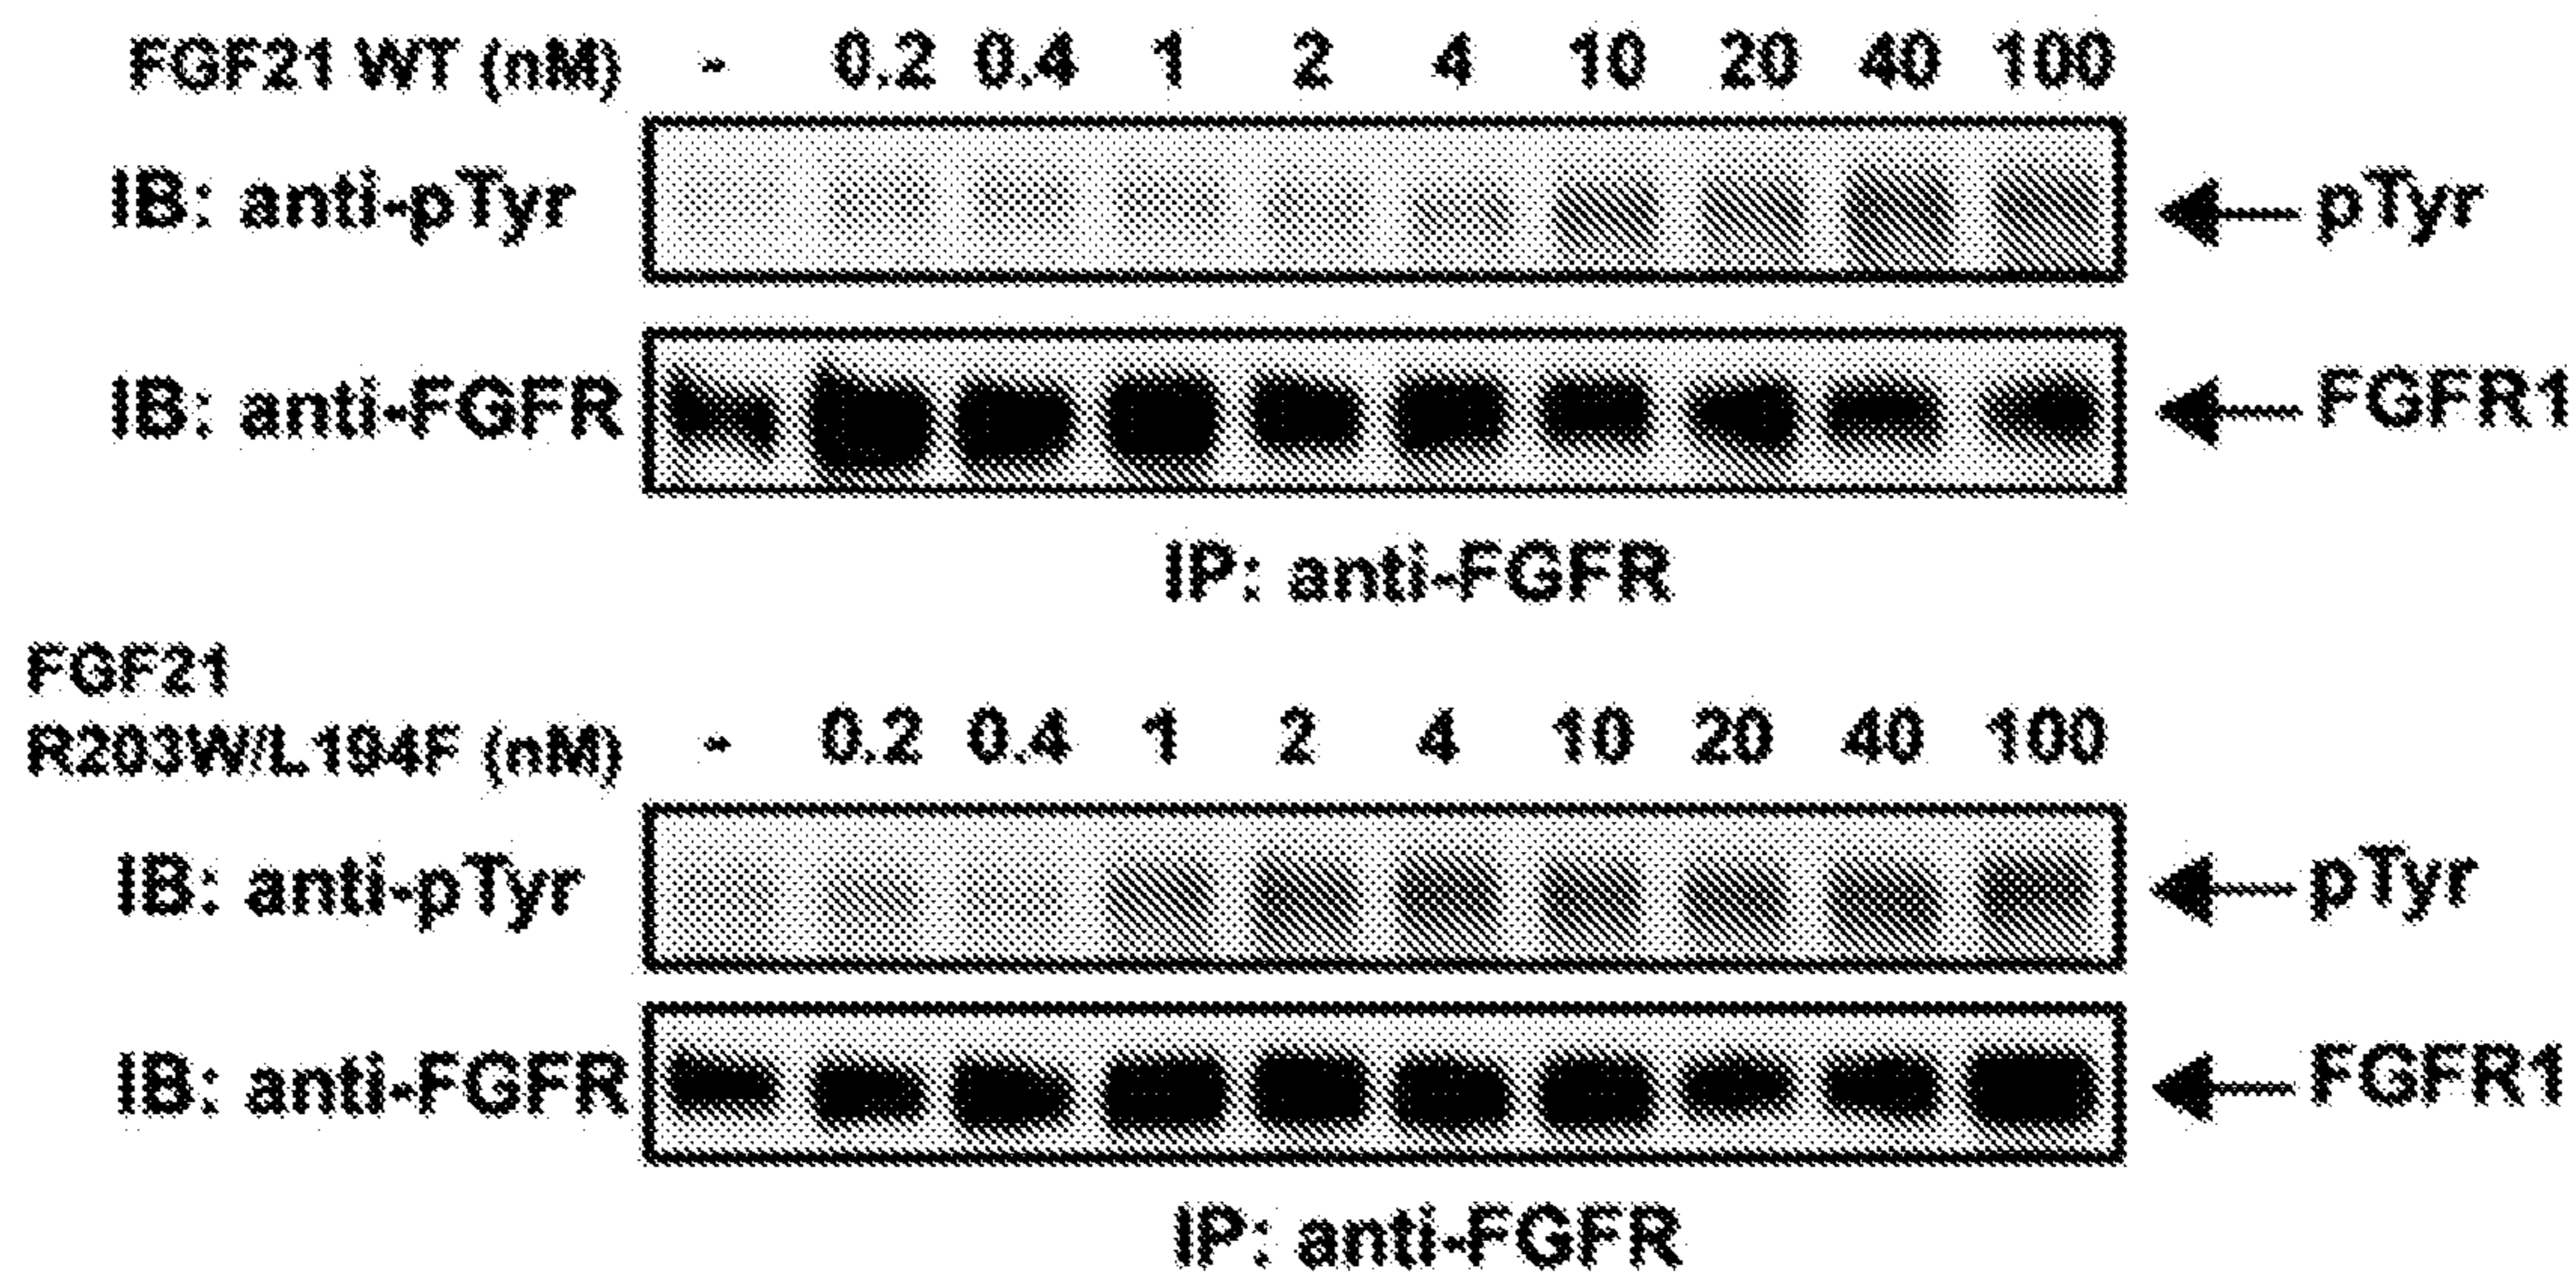 FGF21 WT (nM) - 0.2 0.4 1 2 4 10 20 40 100
IB: anti-pTyr pTyr
IB: anti-FGFR FGFR1
IP: anti-FGFR
FGF21
R203W/L194F (nM) - 0.2 0.4 1 2 4 10 20 40 100
IB: anti-pTyr pTyr
IB: anti-FGFR FGFR1
IP: anti-FGFR